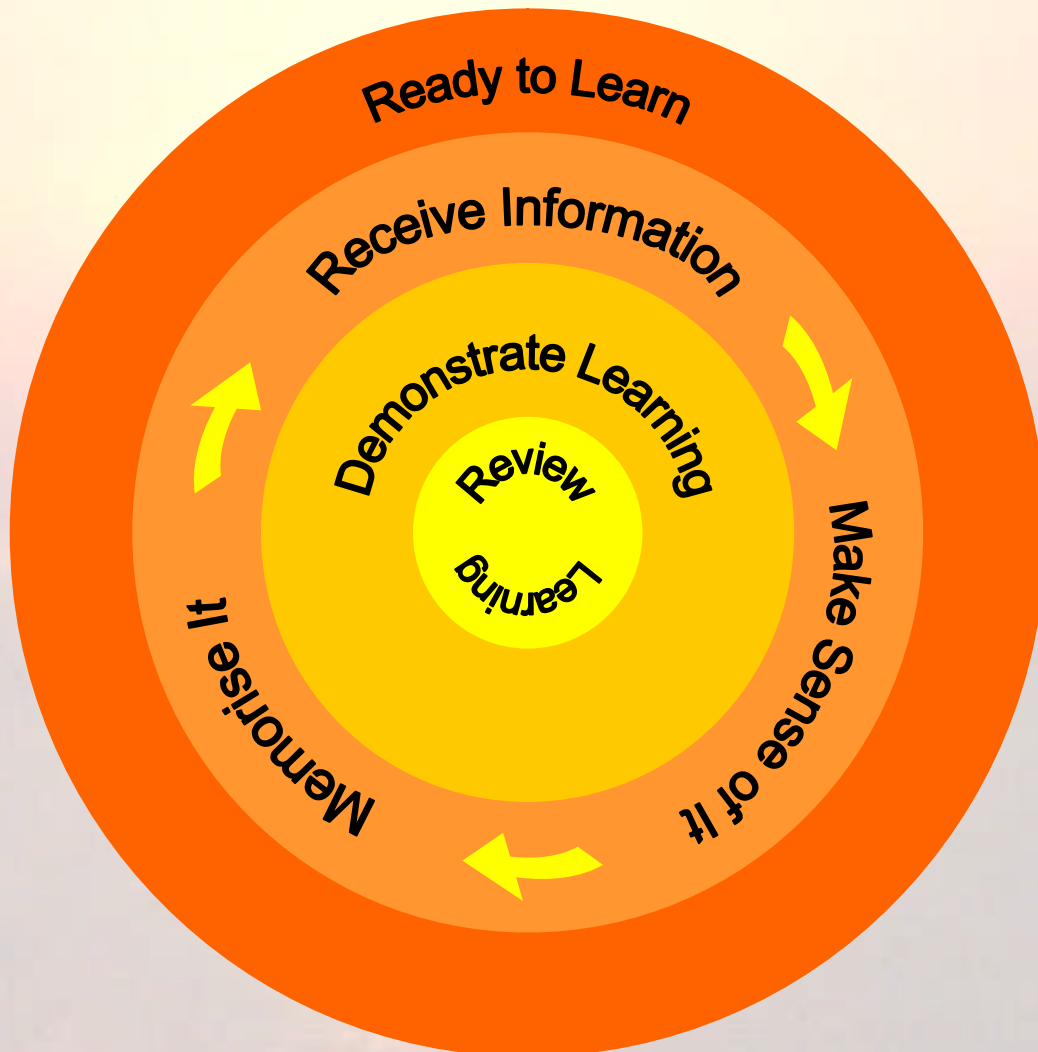 Ready to Learn
Receive Information
Make Sense of It
Memorise It
Demonstrate Learning
Review
Learning